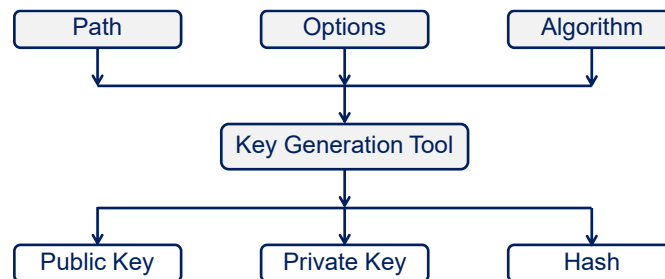 Path
Options
Algorithm
Key Generation Tool
Public Key
Private Key
Hash